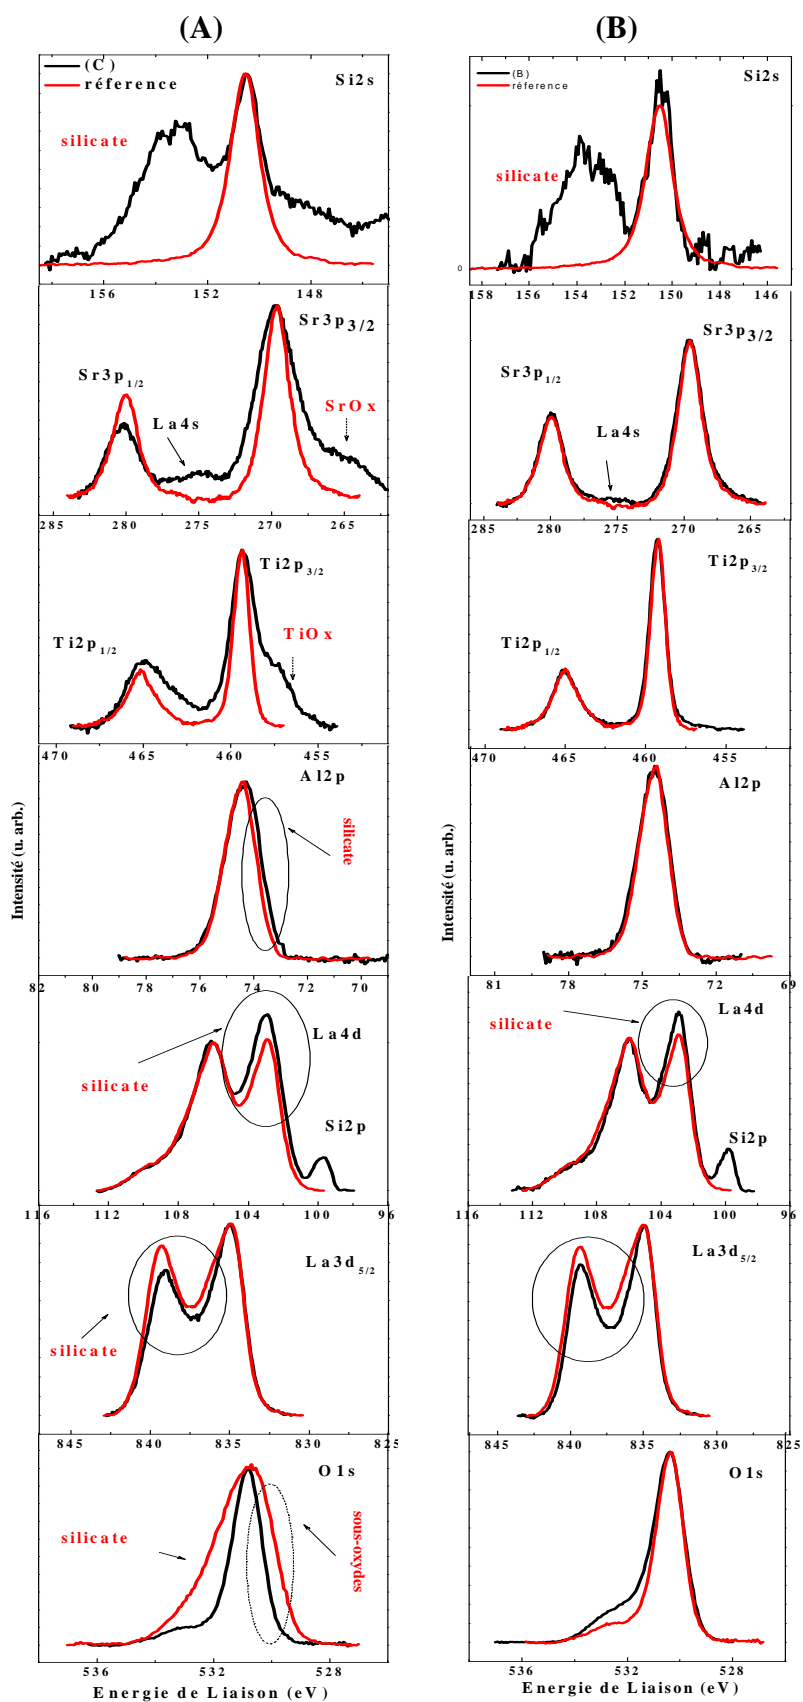 (A)
(C)
réference
Si2s
silicate
156 152 148
Sr3p3/2
Sr3p1/2
La4s
SrOx
285 280 275 270 265
Ti2p3/2
Ti2p1/2
TiOx
470 465 460 455
Al2p
silicate
82 80 78 76 74 72 70
La4d
silicate
Si2p
116 112 108 104 100 96
La3d5/2
silicate
845 840 835 830 825
O1s
silicate
sous-oxydes
536 532 528
Energie de Liaison (eV)
Intensité (u. arb.)
(B)
(B)
réference
Si2s
silicate
0
158 156 154 152 150 148 146
Sr3p3/2
Sr3p1/2
La4s
285 280 275 270 265
Ti2p3/2
Ti2p1/2
470 465 460 455
Al2p
81 78 75 72 69
La4d
silicate
Si2p
116 112 108 104 100 96
La3d5/2
845 840 835 830 825
O1s
536 532 528
Energie de Liaison (eV)
Intensité (u. arb.)